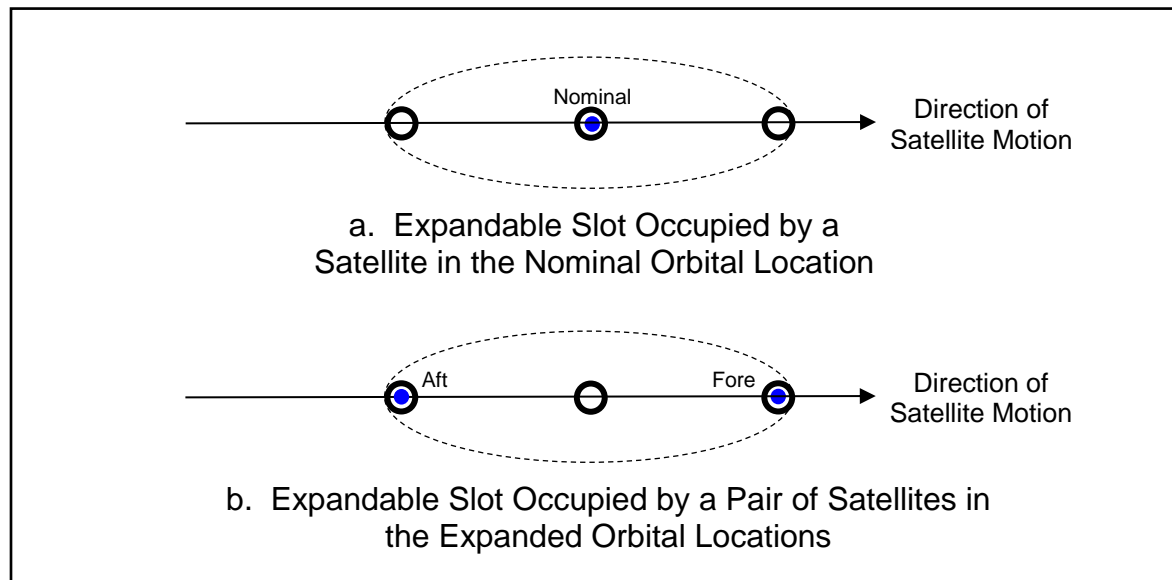 Nominal
Direction of
Satellite Motion
a. Expandable Slot Occupied by a
Satellite in the Nominal Orbital Location
Aft
Fore
Direction of
Satellite Motion
b. Expandable Slot Occupied by a Pair of Satellites in
the Expanded Orbital Locations